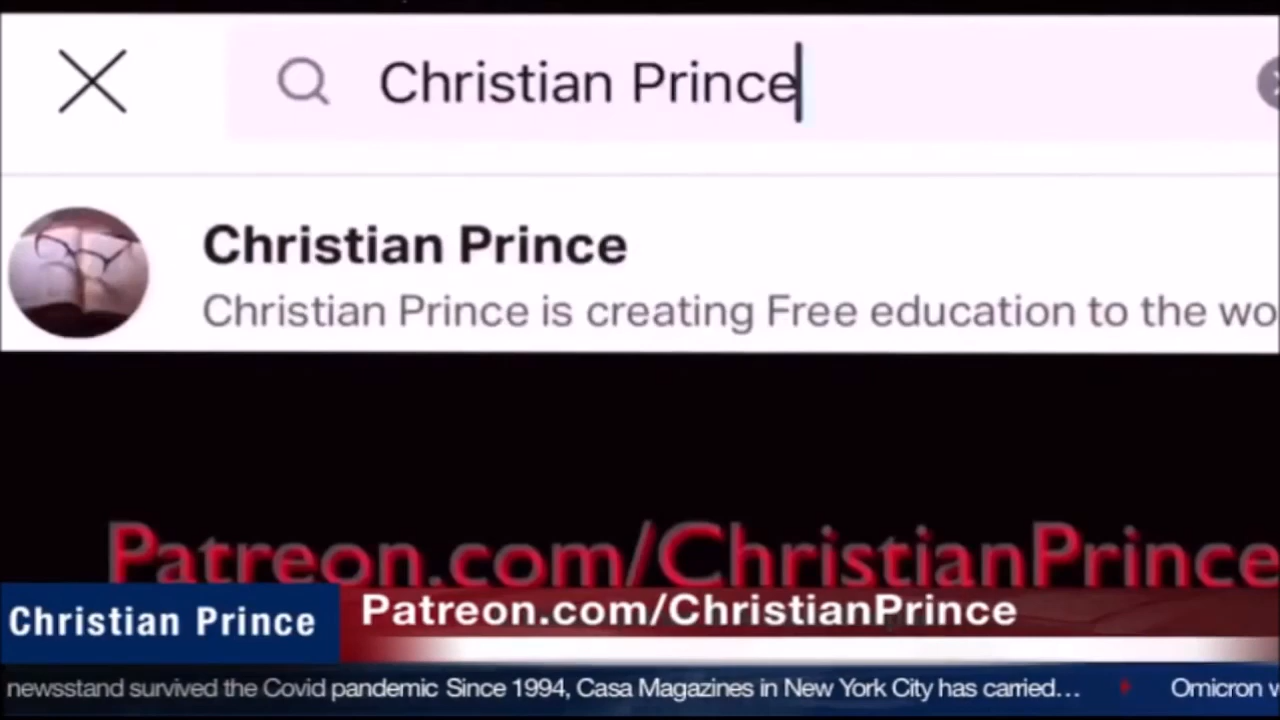 Christian Prince
Christian Prince
Christian Prince is creating Free education to the wo
Patreon.com/ChristianPrince
Christian Prince
Patreon.com/ChristianPrince
newsstand survived the Covid pandemic Since 1994, Casa Magazines in New York City has carried... Omicron v